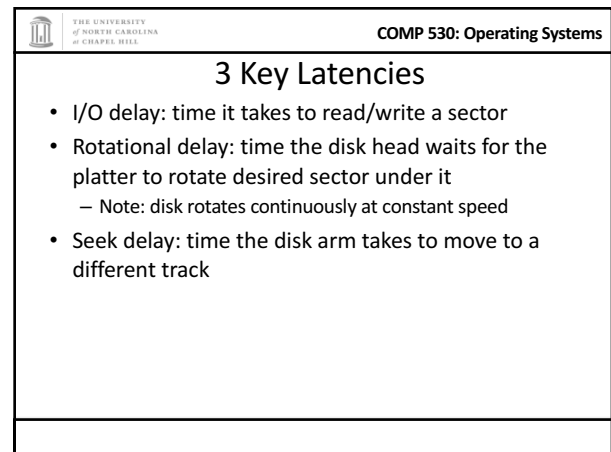 THE UNIVERSITY
of NORTH CAROLINA
at CHAPEL HILL
COMP 530: Operating Systems
3 Key Latencies
• I/O delay: time it takes to read/write a sector
• Rotational delay: time the disk head waits for the
platter to rotate desired sector under it
– Note: disk rotates continuously at constant speed
• Seek delay: time the disk arm takes to move to a
different track